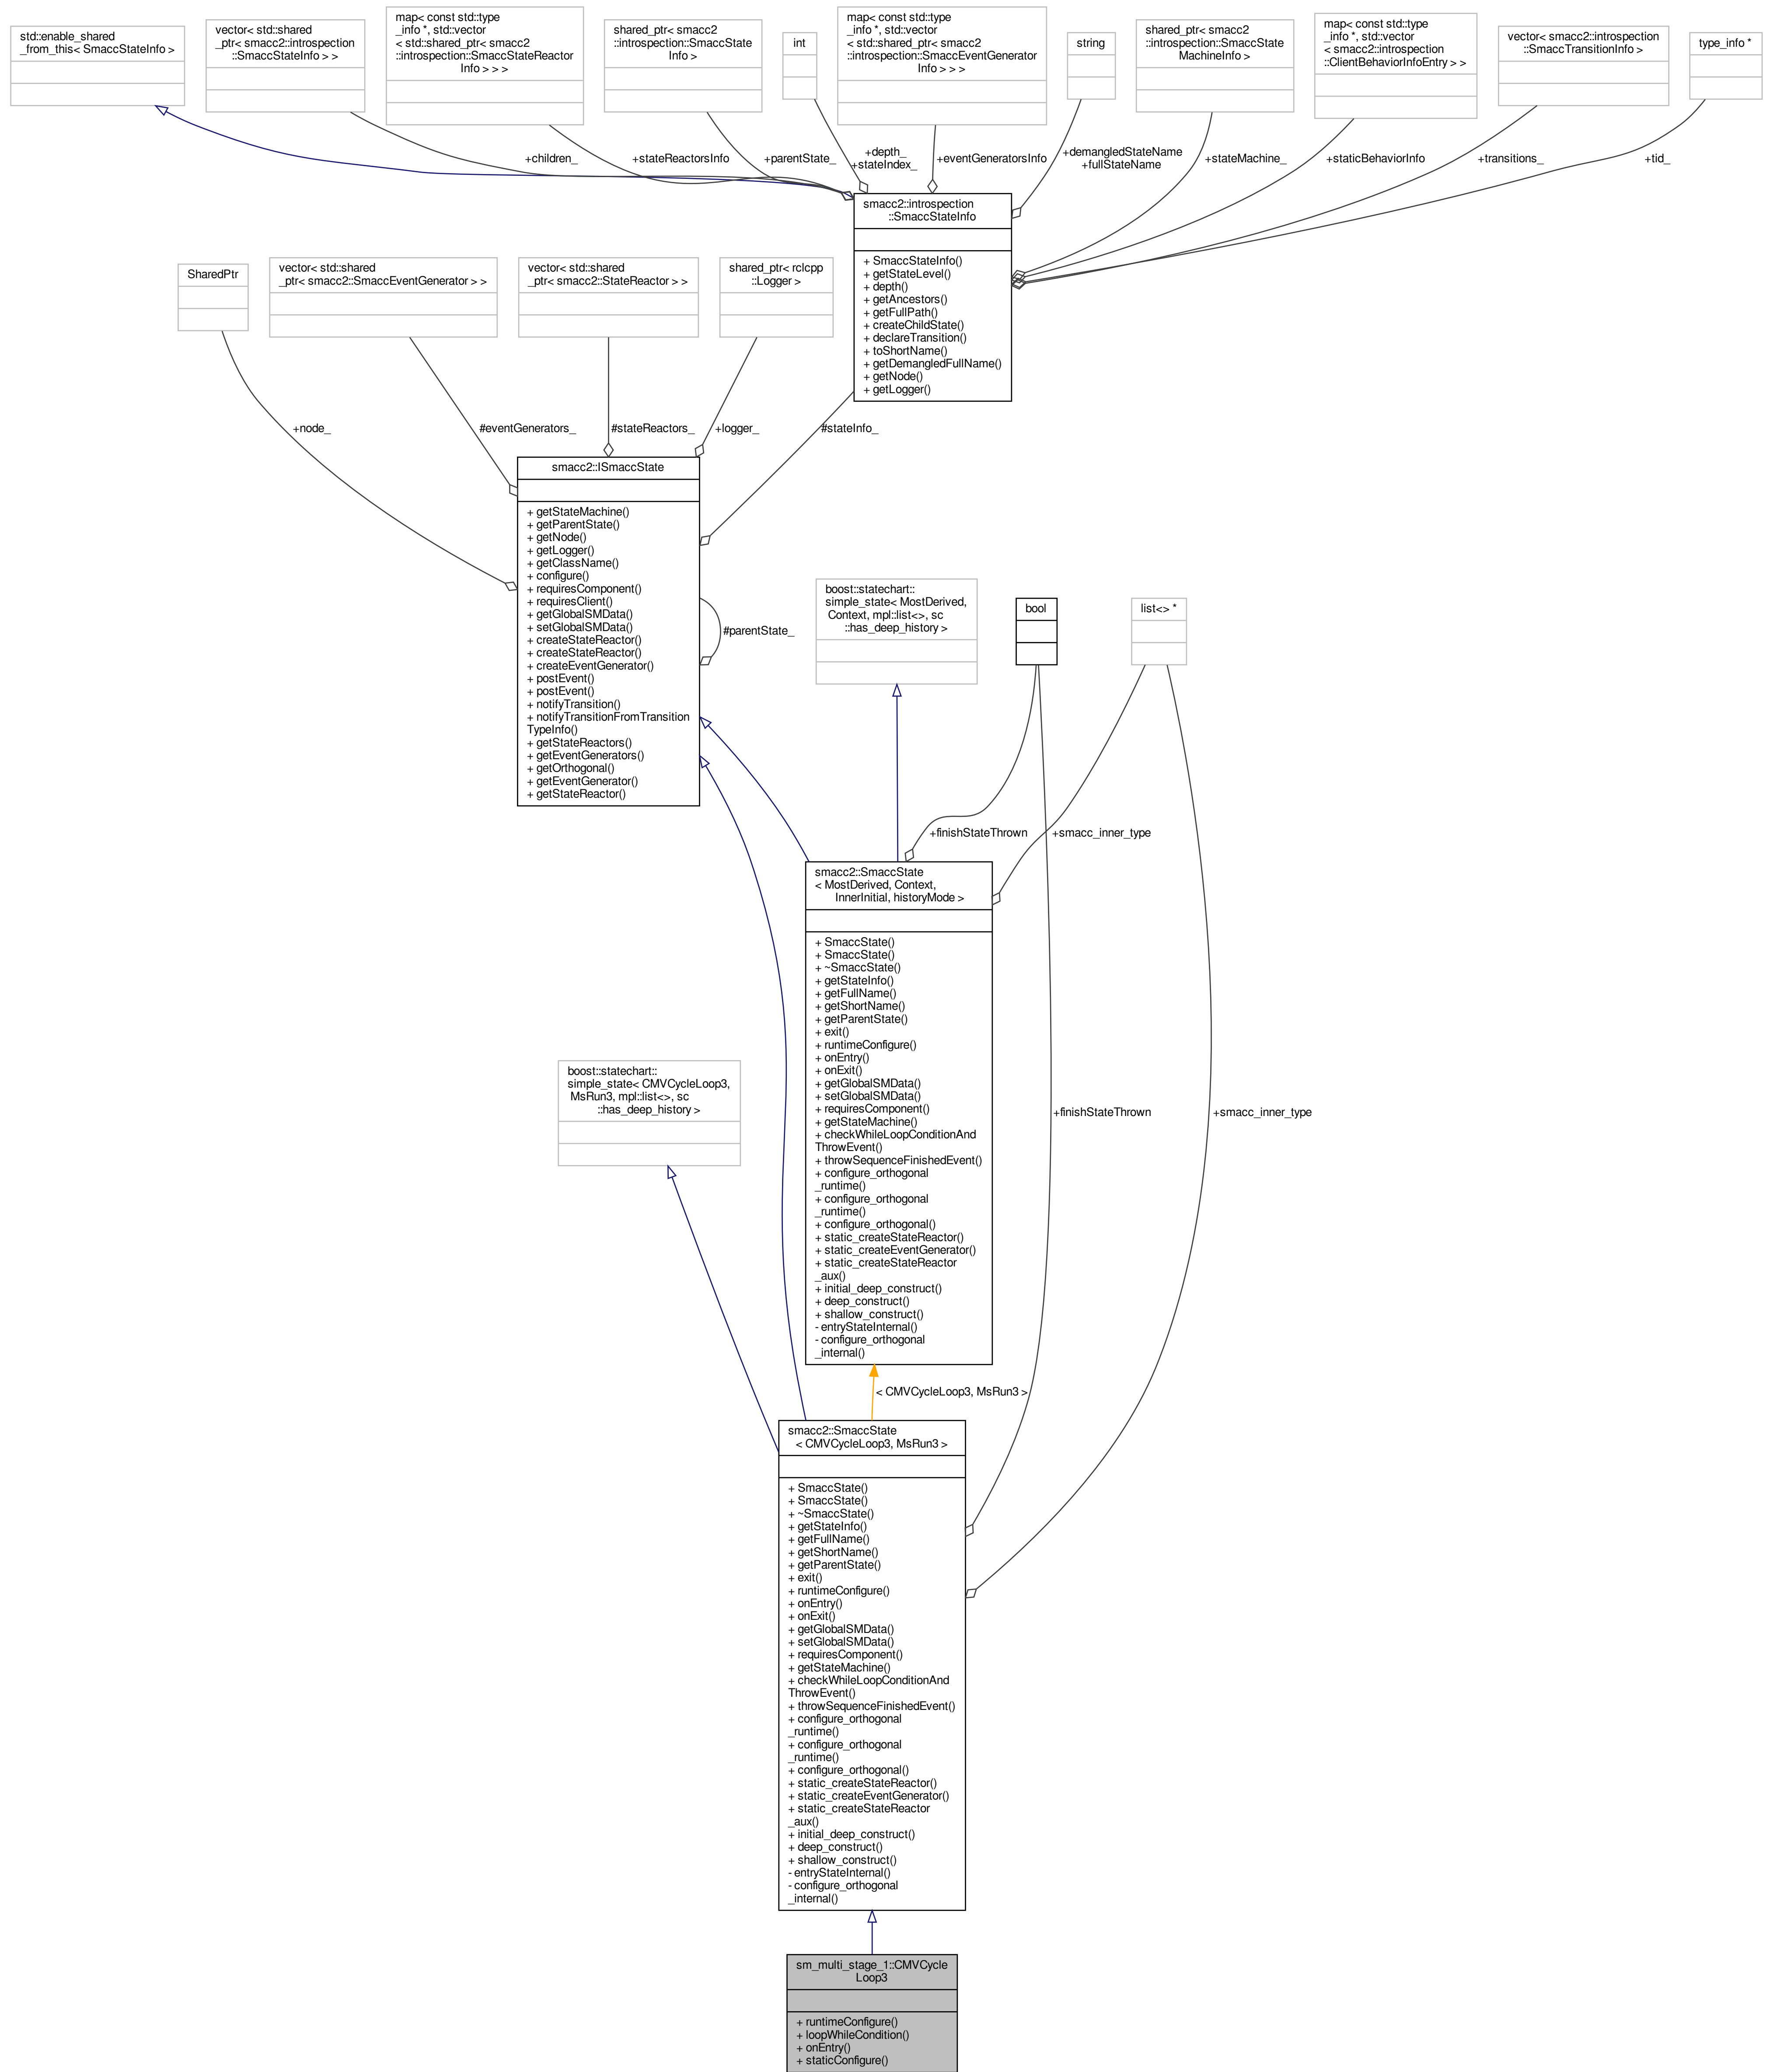 std::enable_shared
_from_this< SmaccStateInfo >
vector< std::shared
_ptr< smacc2::introspection
::SmaccStateInfo > >
map< const std::type
_info *, std::vector
< std::shared_ptr< smacc2
::introspection::SmaccStateReactor
Info > > >
shared_ptr< smacc2
::introspection::SmaccState
Info >
int
map< const std::type
_info *, std::vector
< std::shared_ptr< smacc2
::introspection::SmaccEventGenerator
Info > > >
string
shared_ptr< smacc2
::introspection::SmaccState
MachineInfo >
map< const std::type
_info *, std::vector
< smacc2::introspection
::ClientBehaviorInfoEntry > >
vector< smacc2::introspection
::SmaccTransitionInfo >
type_info *
+children_
+stateReactorsInfo
+parentState_
+depth_
+stateIndex_
+eventGeneratorsInfo
+demangledStateName
+fullStateName
+stateMachine_
+staticBehaviorInfo
+transitions_
+tid_
smacc2::introspection
::SmaccStateInfo
+ SmaccStateInfo()
+ getStateLevel()
+ depth()
+ getAncestors()
+ getFullPath()
+ createChildState()
+ declareTransition()
+ toShortName()
+ getDemangledFullName()
+ getNode()
+ getLogger()
SharedPtr
vector< std::shared
_ptr< smacc2::SmaccEventGenerator > >
vector< std::shared
_ptr< smacc2::StateReactor > >
shared_ptr< rclcpp
::Logger >
+node_
#eventGenerators_
#stateReactors_
+logger_
#stateInfo_
smacc2::ISmaccState
+ getStateMachine()
+ getParentState()
+ getNode()
+ getLogger()
+ getClassName()
+ configure()
+ requiresComponent()
+ requiresClient()
+ getGlobalSMData()
+ setGlobalSMData()
+ createStateReactor()
+ createStateReactor()
+ createEventGenerator()
+ postEvent()
+ postEvent()
+ notifyTransition()
+ notifyTransitionFromTransition
TypeInfo()
+ getStateReactors()
+ getEventGenerators()
+ getOrthogonal()
+ getEventGenerator()
+ getStateReactor()
#parentState_
boost::statechart::
simple_state< MostDerived,
Context, mpl::list<>, sc
::has_deep_history >
bool
list<> *
+finishStateThrown
+smacc_inner_type
smacc2::SmaccState
< MostDerived, Context,
InnerInitial, historyMode >
+ SmaccState()
+ SmaccState()
+ ~SmaccState()
+ getStateInfo()
+ getFullName()
+ getShortName()
+ getParentState()
+ exit()
+ runtimeConfigure()
+ onEntry()
+ onExit()
+ getGlobalSMData()
+ setGlobalSMData()
+ requiresComponent()
+ getStateMachine()
+ checkWhileLoopConditionAnd
ThrowEvent()
+ throwSequenceFinishedEvent()
+ configure_orthogonal
_runtime()
+ configure_orthogonal
_runtime()
+ configure_orthogonal()
+ static_createStateReactor()
+ static_createEventGenerator()
+ static_createStateReactor
_aux()
+ initial_deep_construct()
+ deep_construct()
+ shallow_construct()
- entryStateInternal()
- configure_orthogonal
_internal()
boost::statechart::
simple_state< CMVCycleLoop3,
MsRun3, mpl::list<>, sc
::has_deep_history >
+finishStateThrown
+smacc_inner_type
< CMVCycleLoop3, MsRun3 >
smacc2::SmaccState
< CMVCycleLoop3, MsRun3 >
+ SmaccState()
+ SmaccState()
+ ~SmaccState()
+ getStateInfo()
+ getFullName()
+ getShortName()
+ getParentState()
+ exit()
+ runtimeConfigure()
+ onEntry()
+ onExit()
+ getGlobalSMData()
+ setGlobalSMData()
+ requiresComponent()
+ getStateMachine()
+ checkWhileLoopConditionAnd
ThrowEvent()
+ throwSequenceFinishedEvent()
+ configure_orthogonal
_runtime()
+ configure_orthogonal
_runtime()
+ configure_orthogonal()
+ static_createStateReactor()
+ static_createEventGenerator()
+ static_createStateReactor
_aux()
+ initial_deep_construct()
+ deep_construct()
+ shallow_construct()
- entryStateInternal()
- configure_orthogonal
_internal()
sm_multi_stage_1::CMVCycle
Loop3
+ runtimeConfigure()
+ loopWhileCondition()
+ onEntry()
+ staticConfigure()